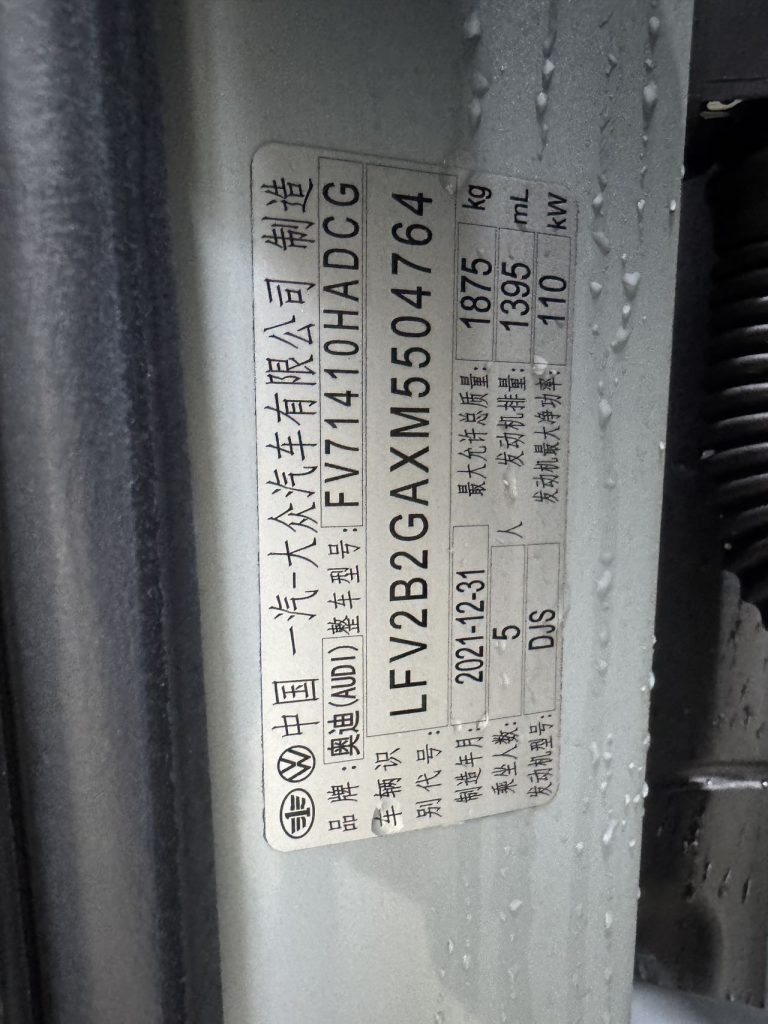 中国 一汽-大众汽车有限公司 制造
品牌:奥迪(AUDI) 整车型号: FV71410HADCG
车辆识别代号: LFV2B2GAXM5504764
制造年月: 2021-12-31 最大允许总质量: 1875 kg
乘坐人数: 5 人 发动机排量: 1395 mL
发动机型号: DJS 发动机最大净功率: 110 kW